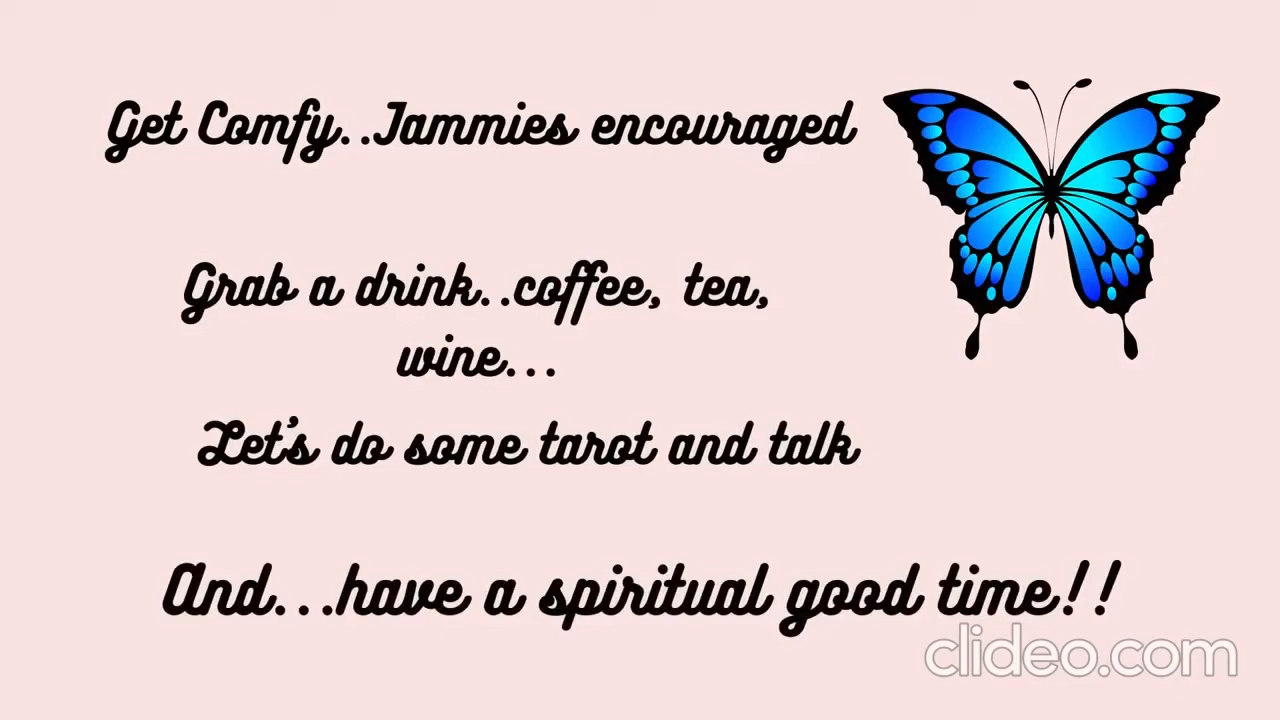 Get Comfy..Jammies encouraged
Grab a drink..coffee, tea,
wine...
Let's do some tarot and talk
And...have a spiritual good time!!
clideo.com